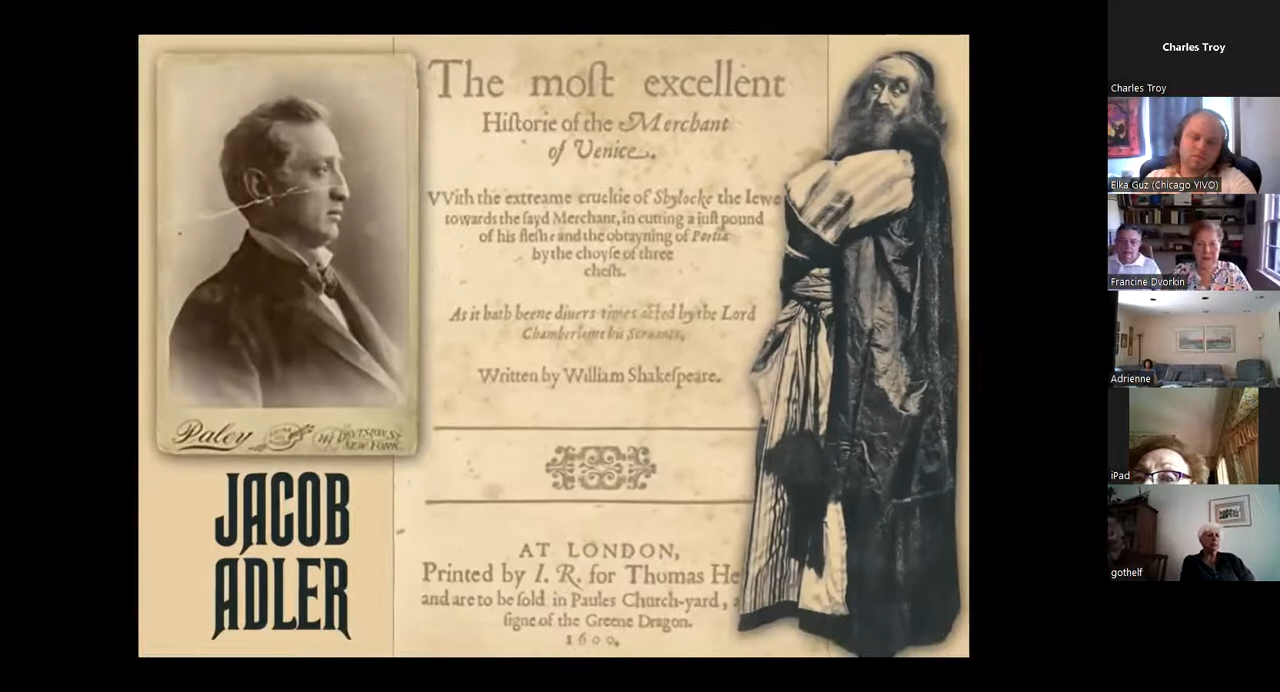 The moſt excellent
Hiſtorie of the Merchant
of Venice.
VVith the extreame crueltie of Shylocke the Iewe
towards the ſayd Merchant, in cutting a iuſt pound
of his fleſhe and the obtayning of Portia
by the choyſe of three
cheſts.
As it hath beene diuers times acted by the Lord
Chamberlaine his Seruants.
Written by William Shakeſpeare.
AT LONDON,
Printed by I. R. for Thomas He
and are to be ſold in Paules Church-yard,
ſigne of the Greene Dragon.
1600.
Paley
DIVISION ST
NEW YORK.
JACOB
ADLER
Charles Troy
Charles Troy
Elka Guz (Chicago YIVO)
Francine Dvorkin
Adrienne
iPad
gothelf